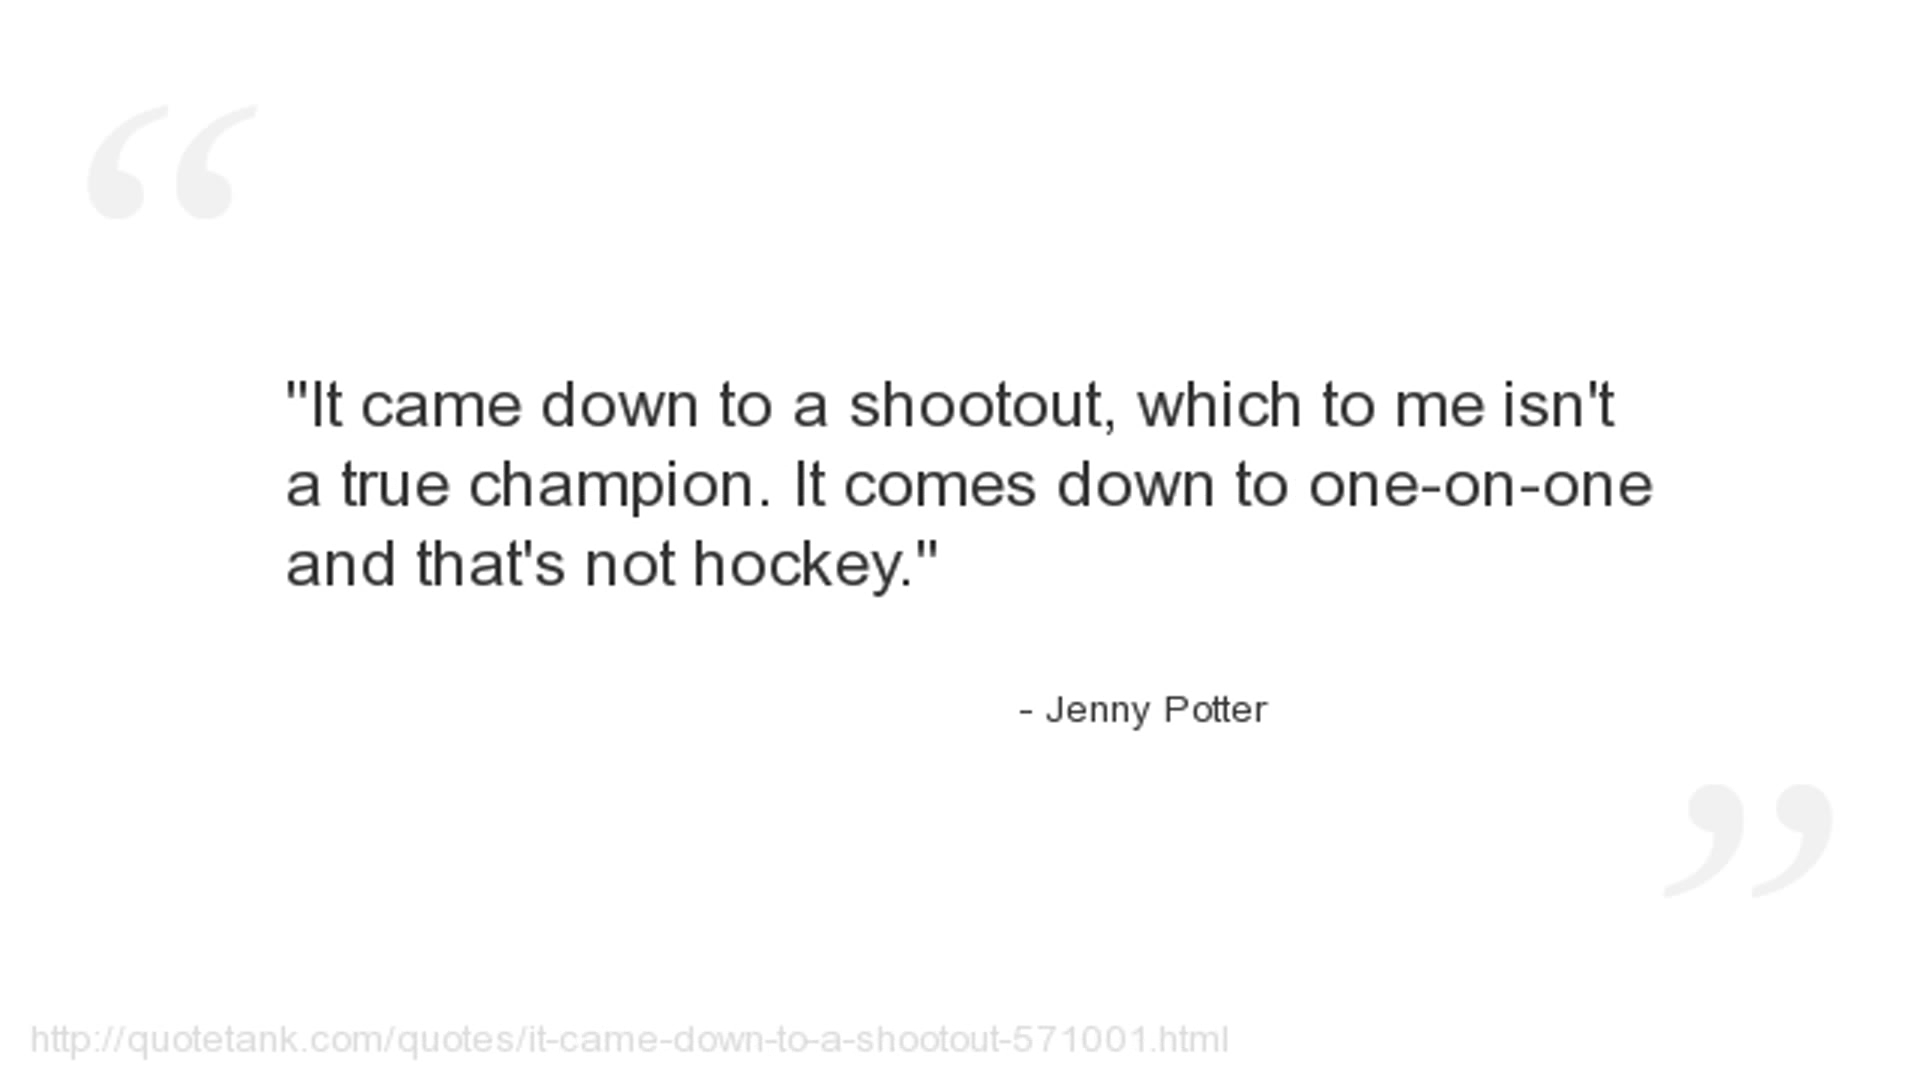 "It came down to a shootout, which to me isn't
a true champion. It comes down to one-on-one
and that's not hockey."
- Jenny Potter
http://quotetank.com/quotes/it-came-down-to-a-shootout-571001.html